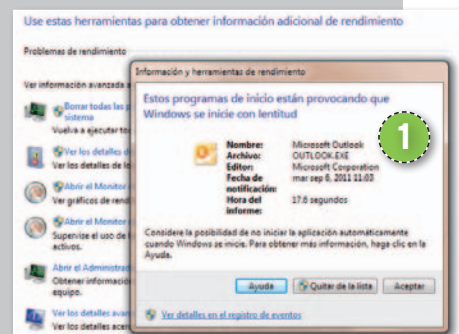 Use estas herramientas para obtener información adicional de rendimiento
Problemas de rendimiento
Ver información avanzada
Borrar todas las
sistema
Vuelva a ejecutar
Ver los detalles
Ver los detalles de
Abrir el Monitor
Ver gráficos de
Abrir el Monitor
Supervise el uso de
activos.
Abrir el
Obtener
equipo.
Ver los detalles
Ver los detalles
Información y herramientas de rendimiento
Estos programas de inicio están provocando que
Windows se inicie con lentitud
1
Nombre: Microsoft Outlook
Archivo: OUTLOOK.EXE
Editor: Microsoft Corporation
Fecha de mar sep 6, 2011 11:03
notificación:
Hora del 17.6 segundos
informe:
Considere la posibilidad de no iniciar la aplicación automáticamente
cuando Windows se inicie. Para obtener más información, haga clic en la
Ayuda.
Ayuda Quitar de la lista Aceptar
Ver detalles en el registro de eventos